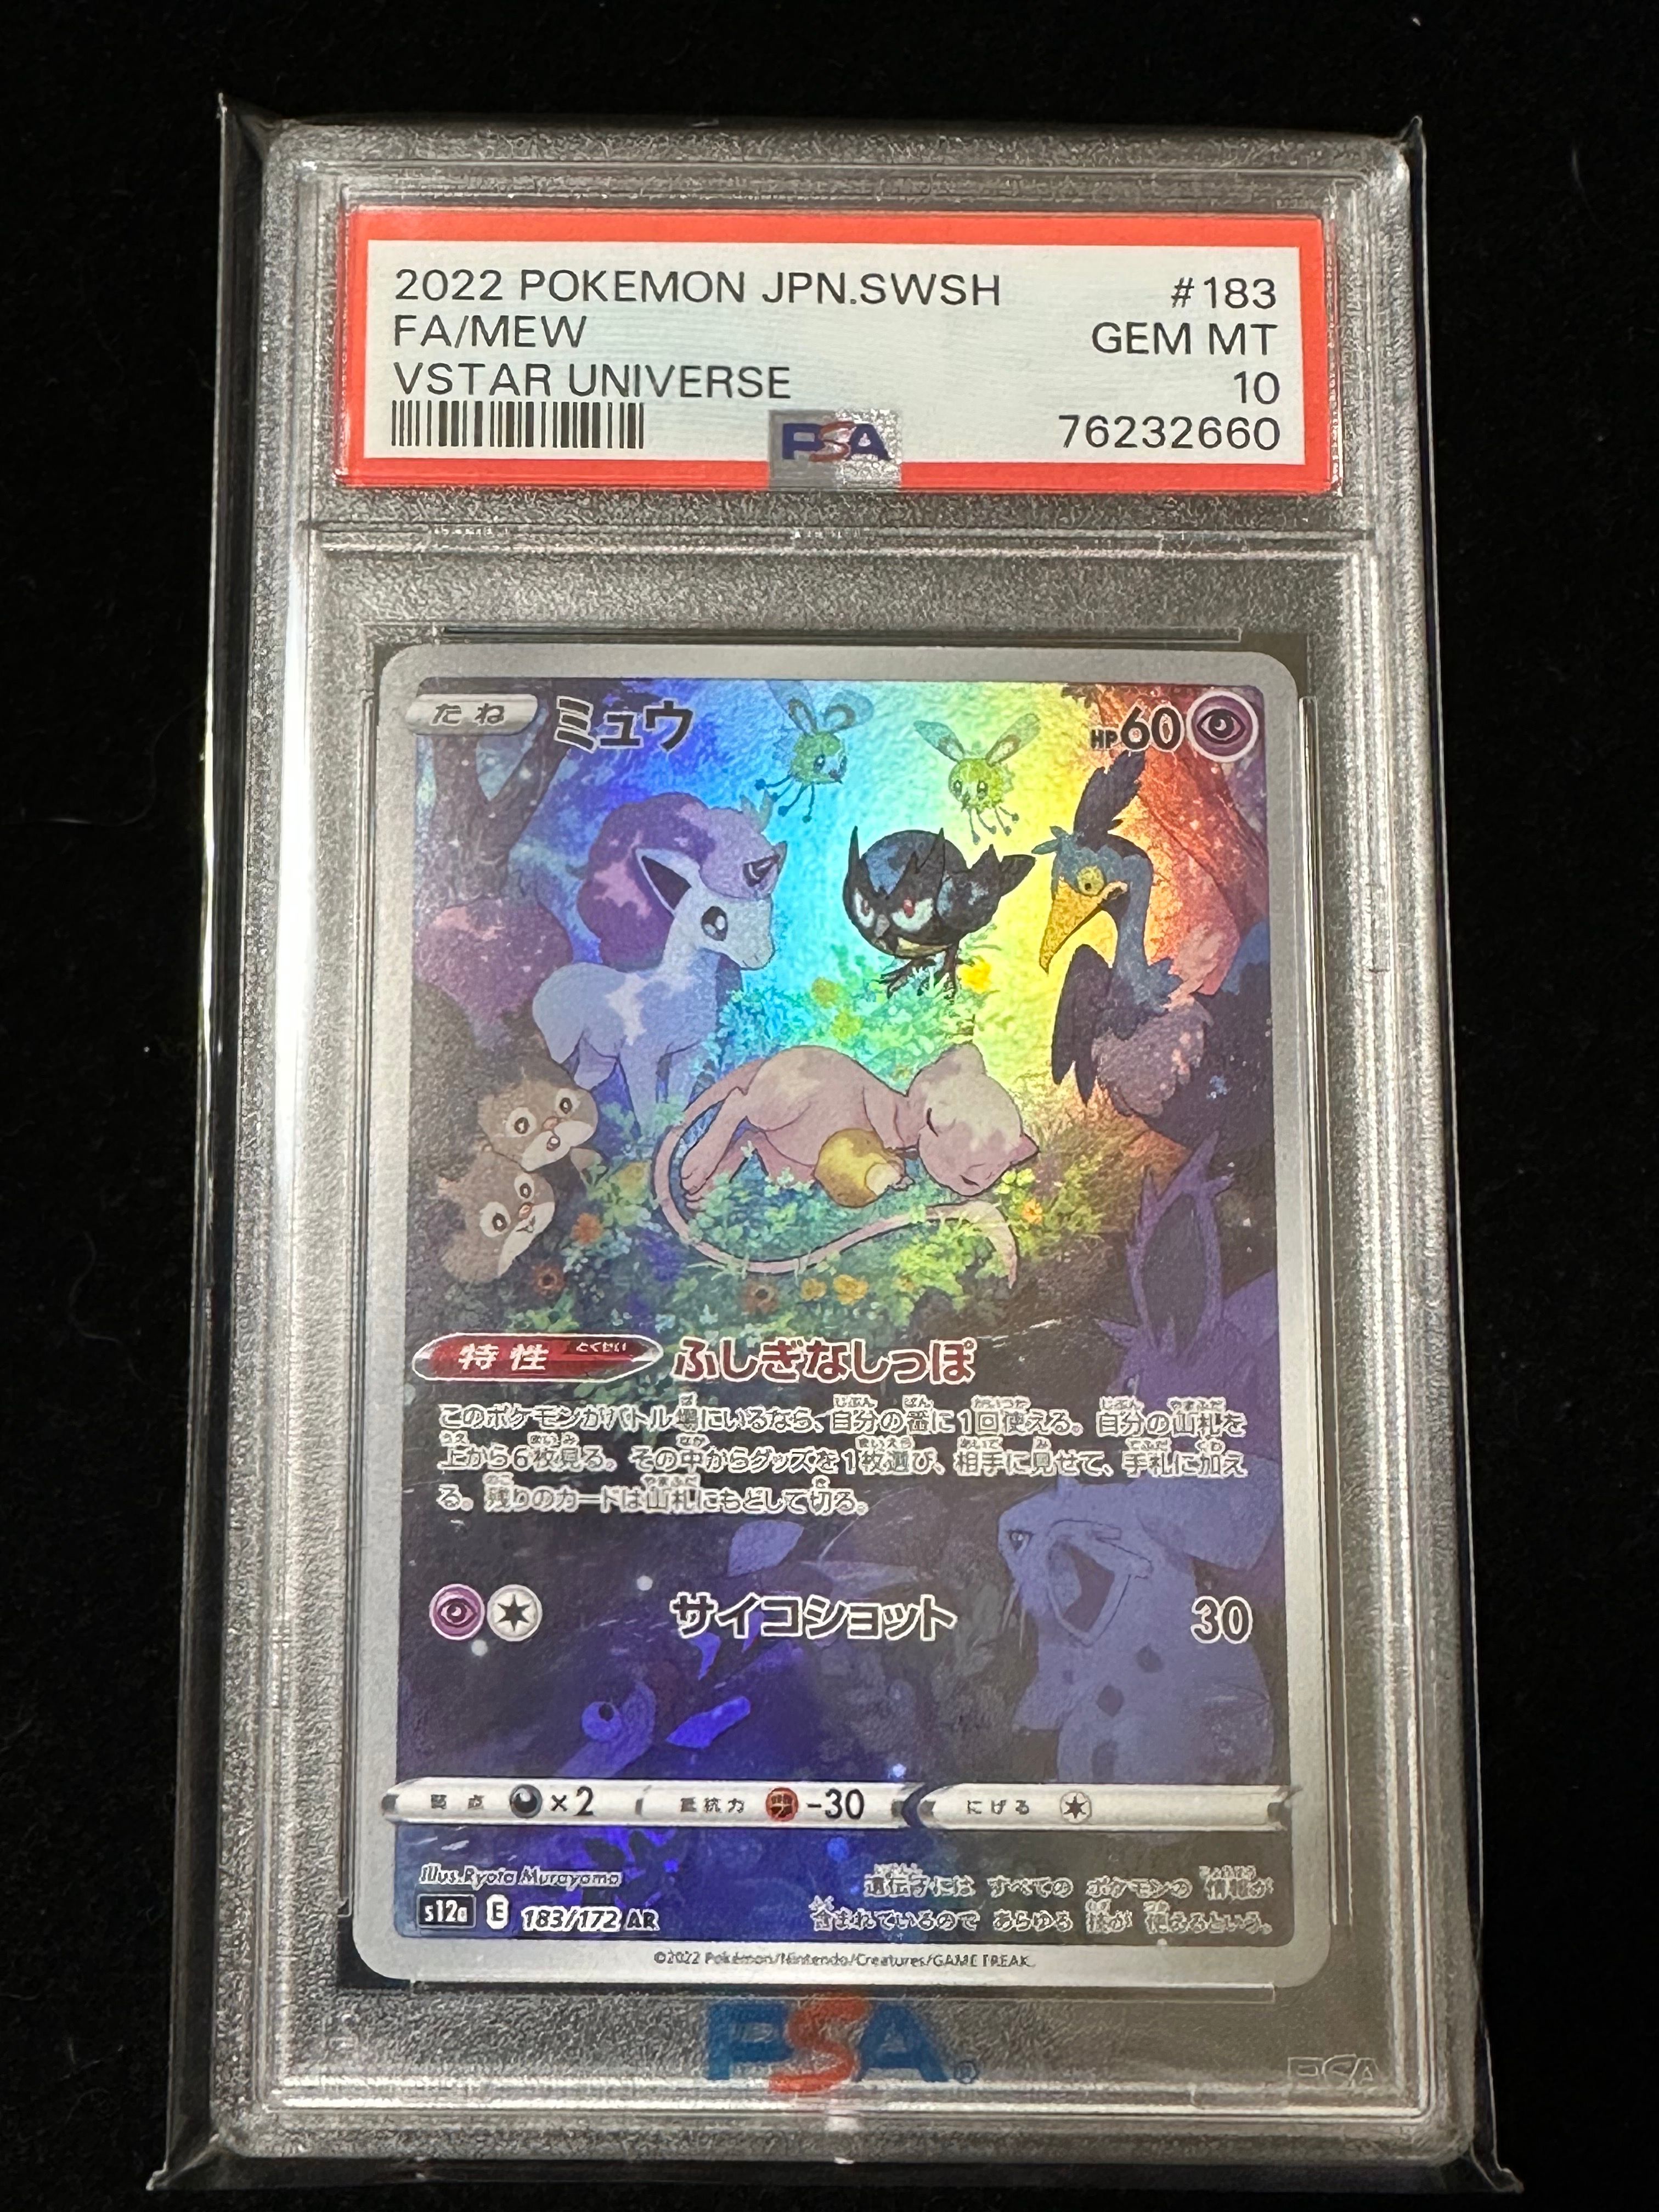 2022 POKEMON JPN.SWSH #183
FA/MEW GEM MT
VSTAR UNIVERSE 10
PSA 76232660
たね ミュウ HP60
特性 とくせい ふしぎなしっぽ
このポケモンがバトル場にいるなら、自分の番に1回使える。自分の山札を
上から6枚見る。その中からグッズを1枚選び、相手に見せて、手札に加え
る。残りのカードは山札にもどして切る。
サイコショット 30
弱点 ×2 抵抗力 -30 にげる
illus.Ryota Murayama
遺伝子には すべての ポケモンの 情報が
含まれているので あらゆる 技が 使えるという。
s12a E 183/172 AR
©2022 Pokémon/Nintendo/Creatures/GAME FREAK.
PSA